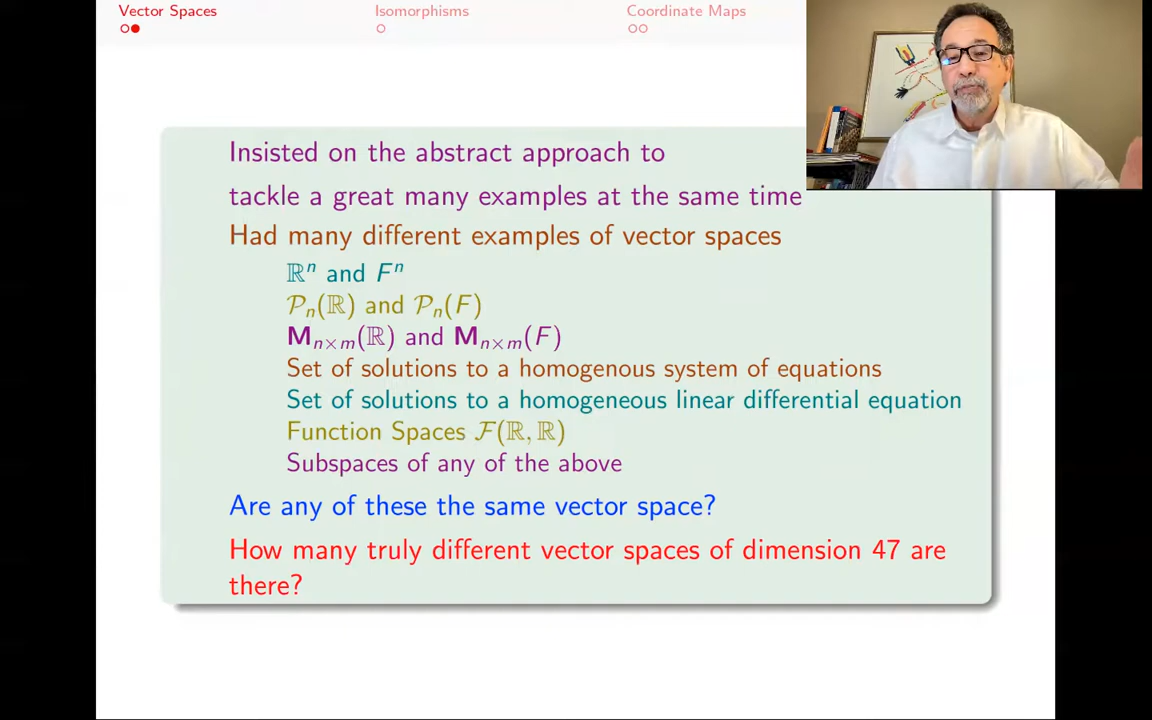 Vector Spaces
Isomorphisms
Coordinate Maps
Insisted on the abstract approach to
tackle a great many examples at the same time
Had many different examples of vector spaces
ℝⁿ and Fⁿ
𝒫ₙ(ℝ) and 𝒫ₙ(F)
𝐌ₙ×ₘ(ℝ) and 𝐌ₙ×ₘ(F)
Set of solutions to a homogenous system of equations
Set of solutions to a homogeneous linear differential equation
Function Spaces ℱ(ℝ, ℝ)
Subspaces of any of the above
Are any of these the same vector space?
How many truly different vector spaces of dimension 47 are
there?